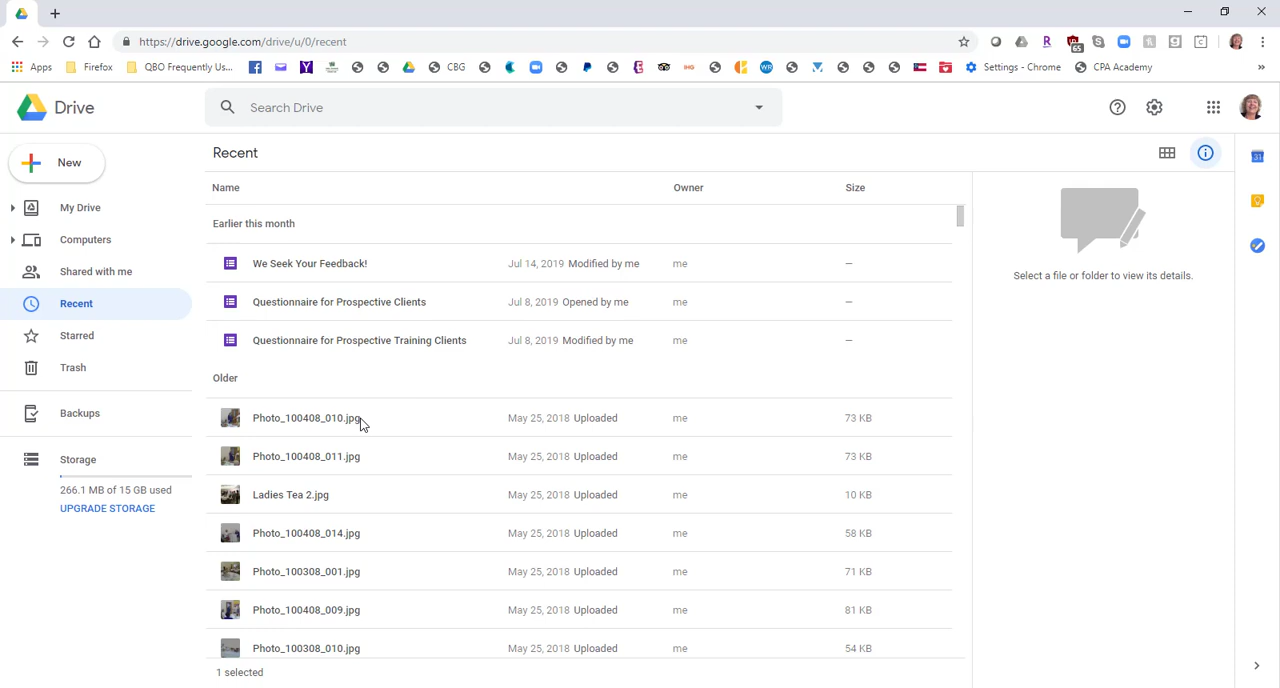 https://drive.google.com/drive/u/0/recent
65
Apps Firefox QBO Frequently Us... CBG Settings - Chrome CPA Academy »
Drive
Search Drive
New
My Drive
Computers
Shared with me
Recent
Starred
Trash
Backups
Storage
266.1 MB of 15 GB used
UPGRADE STORAGE
Recent
Name Owner Size
Earlier this month
We Seek Your Feedback! Jul 14, 2019 Modified by me me —
Questionnaire for Prospective Clients Jul 8, 2019 Opened by me me —
Questionnaire for Prospective Training Clients Jul 8, 2019 Modified by me me —
Older
Photo_100408_010.jpg May 25, 2018 Uploaded me 73 KB
Photo_100408_011.jpg May 25, 2018 Uploaded me 73 KB
Ladies Tea 2.jpg May 25, 2018 Uploaded me 10 KB
Photo_100408_014.jpg May 25, 2018 Uploaded me 58 KB
Photo_100308_001.jpg May 25, 2018 Uploaded me 71 KB
Photo_100408_009.jpg May 25, 2018 Uploaded me 81 KB
Photo_100308_010.jpg May 25, 2018 Uploaded me 54 KB
1 selected
Select a file or folder to view its details.
31